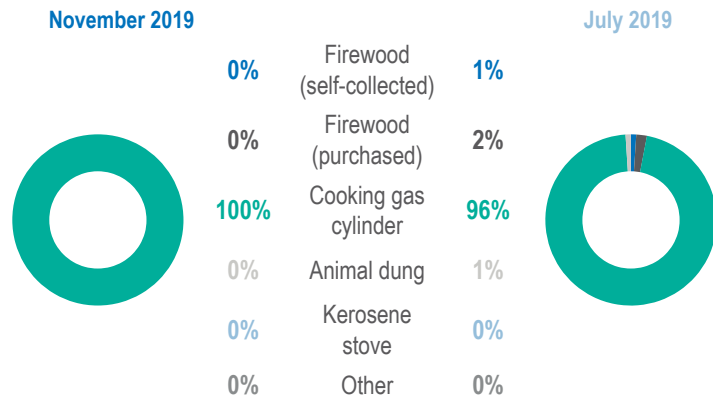 November 2019
July 2019
0%
Firewood
(self-collected)
1%
0%
Firewood
(purchased)
2%
100%
Cooking gas
cylinder
96%
0%
Animal dung
1%
0%
Kerosene
stove
0%
0%
Other
0%